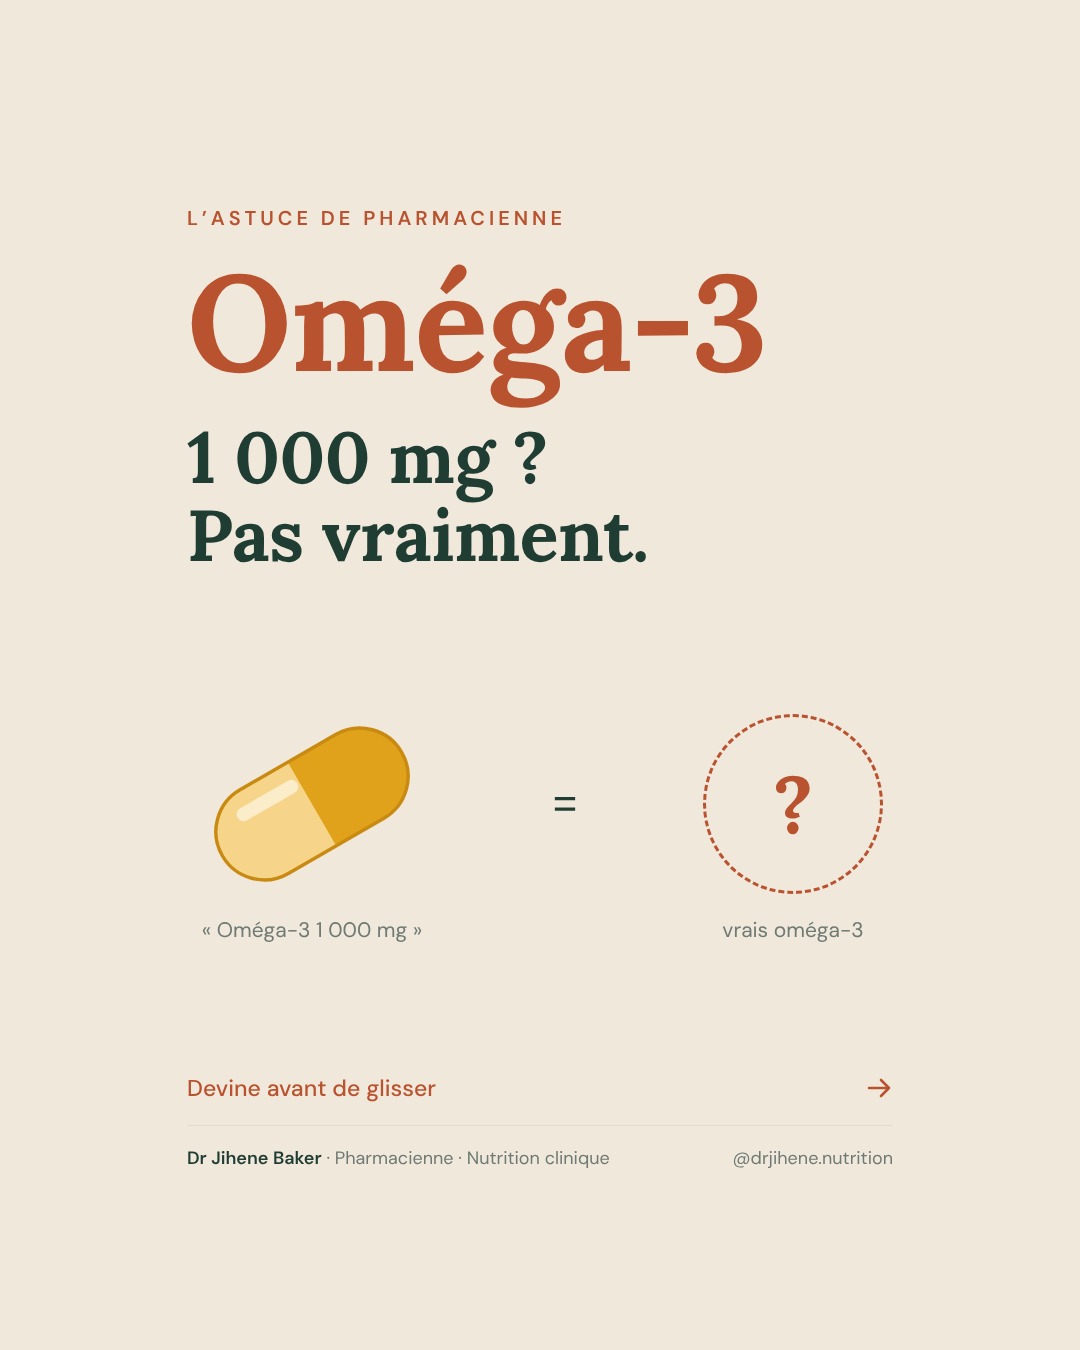 L’ASTUCE DE PHARMACIENNE
Oméga-3
1 000 mg ?
Pas vraiment.
=
?
« Oméga-3 1 000 mg »
vrais oméga-3
Devine avant de glisser →
Dr Jihene Baker · Pharmacienne · Nutrition clinique
@drjihene.nutrition